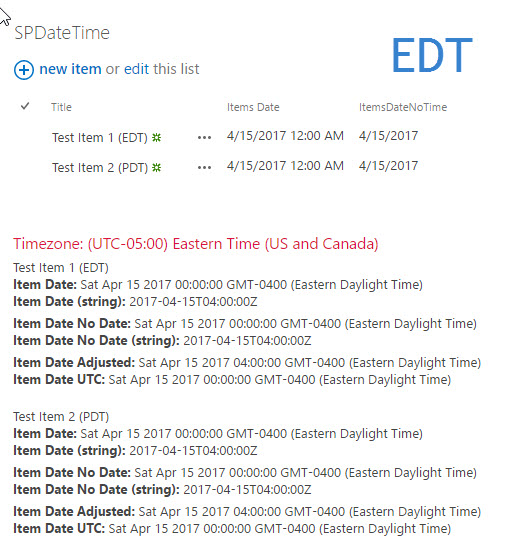 SPDateTime
EDT
new item or edit this list
Title Items Date ItemsDateNoTime
Test Item 1 (EDT) ... 4/15/2017 12:00 AM 4/15/2017
Test Item 2 (PDT) ... 4/15/2017 12:00 AM 4/15/2017
Timezone: (UTC-05:00) Eastern Time (US and Canada)
Test Item 1 (EDT)
Item Date: Sat Apr 15 2017 00:00:00 GMT-0400 (Eastern Daylight Time)
Item Date (string): 2017-04-15T04:00:00Z
Item Date No Date: Sat Apr 15 2017 00:00:00 GMT-0400 (Eastern Daylight Time)
Item Date No Date (string): 2017-04-15T04:00:00Z
Item Date Adjusted: Sat Apr 15 2017 04:00:00 GMT-0400 (Eastern Daylight Time)
Item Date UTC: Sat Apr 15 2017 00:00:00 GMT-0400 (Eastern Daylight Time)
Test Item 2 (PDT)
Item Date: Sat Apr 15 2017 00:00:00 GMT-0400 (Eastern Daylight Time)
Item Date (string): 2017-04-15T04:00:00Z
Item Date No Date: Sat Apr 15 2017 00:00:00 GMT-0400 (Eastern Daylight Time)
Item Date No Date (string): 2017-04-15T04:00:00Z
Item Date Adjusted: Sat Apr 15 2017 04:00:00 GMT-0400 (Eastern Daylight Time)
Item Date UTC: Sat Apr 15 2017 00:00:00 GMT-0400 (Eastern Daylight Time)